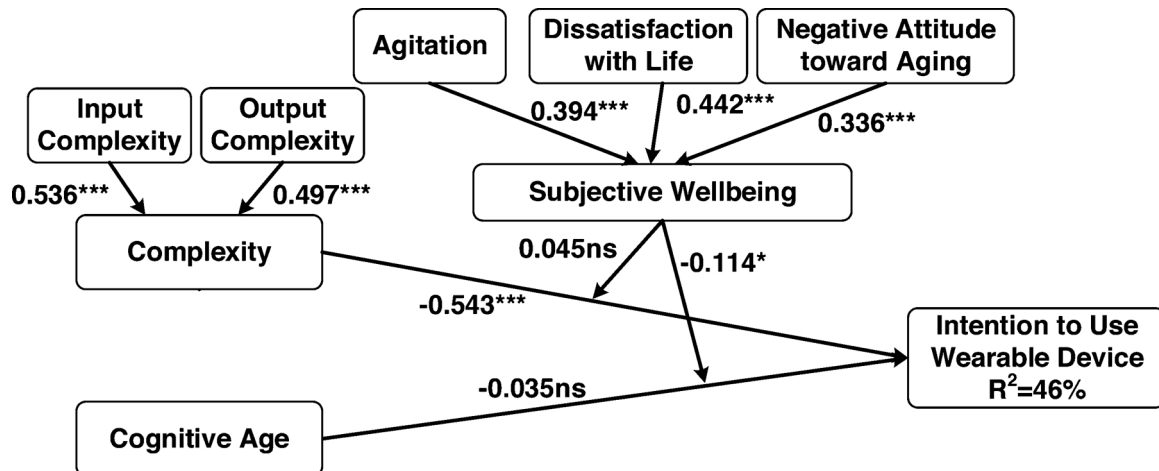 Agitation
Dissatisfaction
with Life
Negative Attitude
toward Aging
0.394***
0.442***
0.336***
Input
Complexity
Output
Complexity
0.536***
0.497***
Subjective Wellbeing
Complexity
0.045ns
-0.114*
-0.543***
Intention to Use
Wearable Device
R²=46%
-0.035ns
Cognitive Age